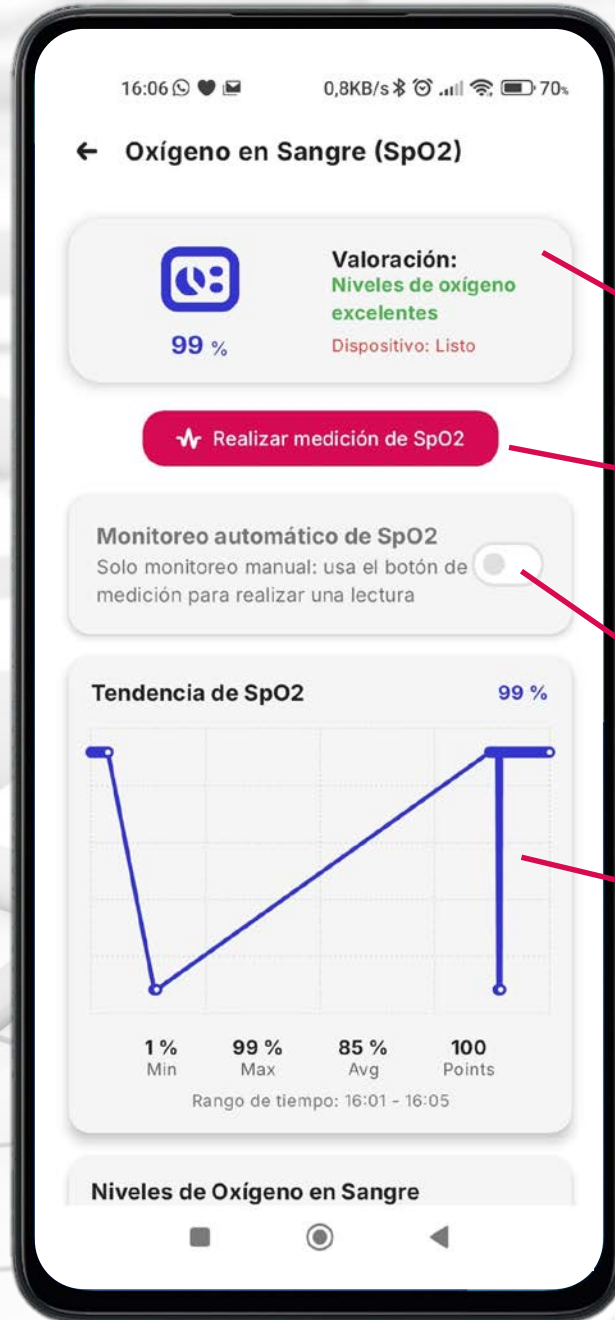 16:06 0,8KB/s 70%
Oxígeno en Sangre (SpO2)
Valoración:
Niveles de oxígeno
excelentes
99 %
Dispositivo: Listo
Realizar medición de SpO2
Monitoreo automático de SpO2
Solo monitoreo manual: usa el botón de
medición para realizar una lectura
Tendencia de SpO2 99 %
1 % 99 % 85 % 100
Min Max Avg Points
Rango de tiempo: 16:01 - 16:05
Niveles de Oxígeno en Sangre